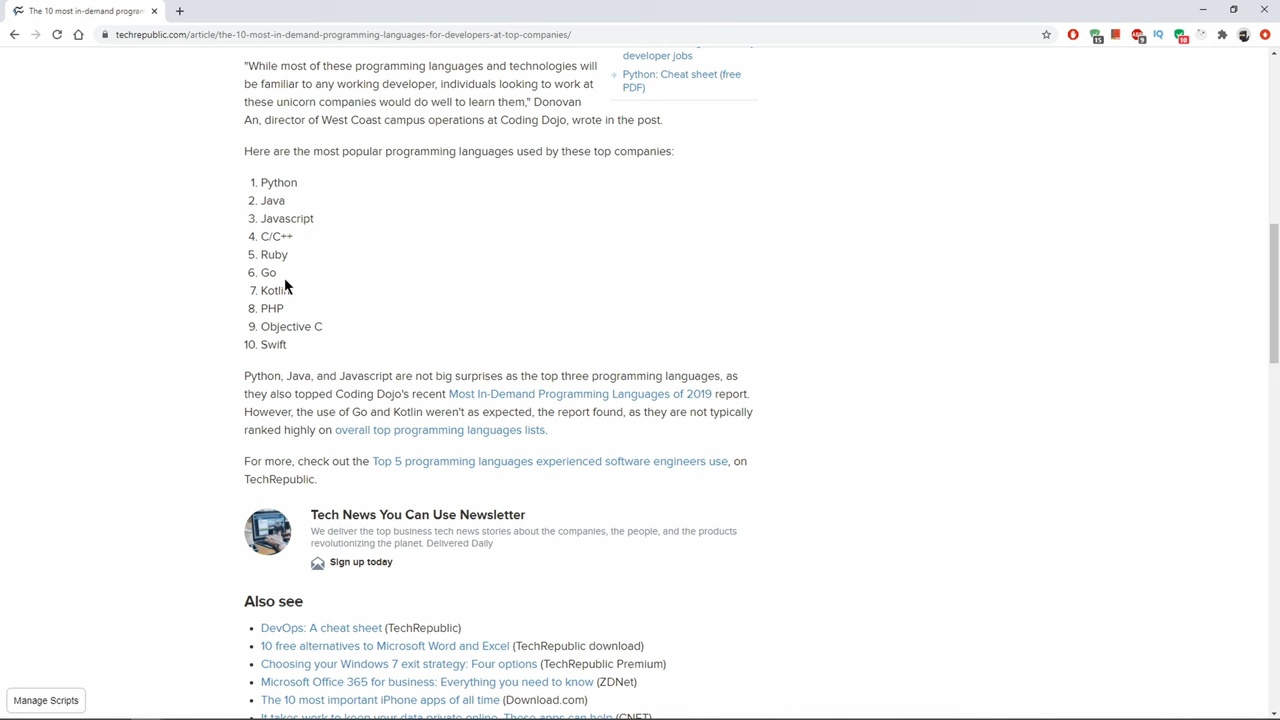 The 10 most in-demand program
techrepublic.com/article/the-10-most-in-demand-programming-languages-for-developers-at-top-companies/
15
9
IQ
10
"While most of these programming languages and technologies will
be familiar to any working developer, individuals looking to work at
these unicorn companies would do well to learn them," Donovan
An, director of West Coast campus operations at Coding Dojo, wrote in the post.
developer jobs
Python: Cheat sheet (free
PDF)
Here are the most popular programming languages used by these top companies:
1. Python
2. Java
3. Javascript
4. C/C++
5. Ruby
6. Go
7. Kotlin
8. PHP
9. Objective C
10. Swift
Python, Java, and Javascript are not big surprises as the top three programming languages, as
they also topped Coding Dojo's recent Most In-Demand Programming Languages of 2019 report.
However, the use of Go and Kotlin weren't as expected, the report found, as they are not typically
ranked highly on overall top programming languages lists.
For more, check out the Top 5 programming languages experienced software engineers use, on
TechRepublic.
Tech News You Can Use Newsletter
We deliver the top business tech news stories about the companies, the people, and the products
revolutionizing the planet. Delivered Daily
Sign up today
Also see
• DevOps: A cheat sheet (TechRepublic)
• 10 free alternatives to Microsoft Word and Excel (TechRepublic download)
• Choosing your Windows 7 exit strategy: Four options (TechRepublic Premium)
• Microsoft Office 365 for business: Everything you need to know (ZDNet)
• The 10 most important iPhone apps of all time (Download.com)
• It takes work to keep your data private online. These apps can help (CNET)
Manage Scripts